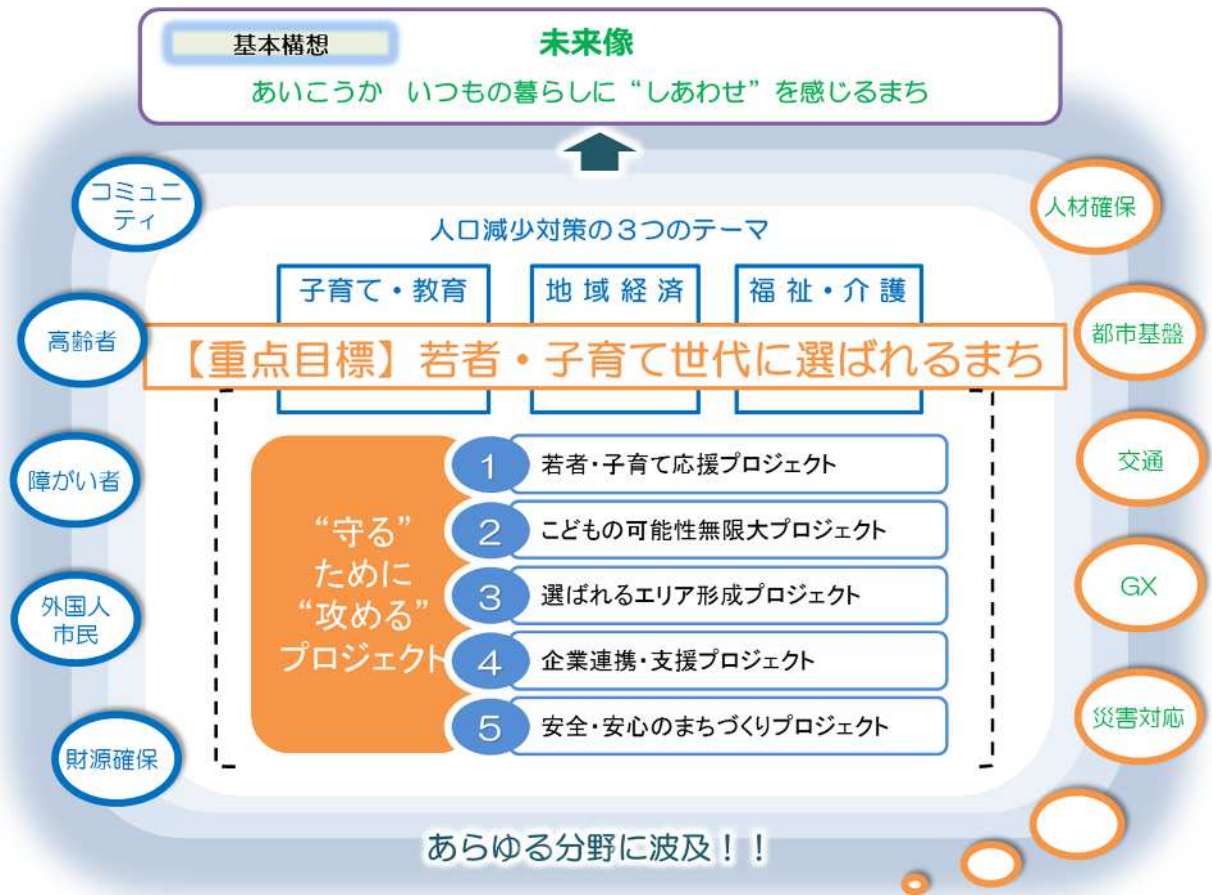 基本構想
未来像
あいこうか いつもの暮らしに“しあわせ”を感じるまち
コミュニ
ティ
高齢者
障がい者
外国人
市民
財源確保
人口減少対策の3つのテーマ
子育て・教育
地域経済
福祉・介護
【重点目標】若者・子育て世代に選ばれるまち
“守る”
ために
“攻める”
プロジェクト
1 若者・子育て応援プロジェクト
2 こどもの可能性無限大プロジェクト
3 選ばれるエリア形成プロジェクト
4 企業連携・支援プロジェクト
5 安全・安心のまちづくりプロジェクト
人材確保
都市基盤
交通
GX
災害対応
あらゆる分野に波及！！